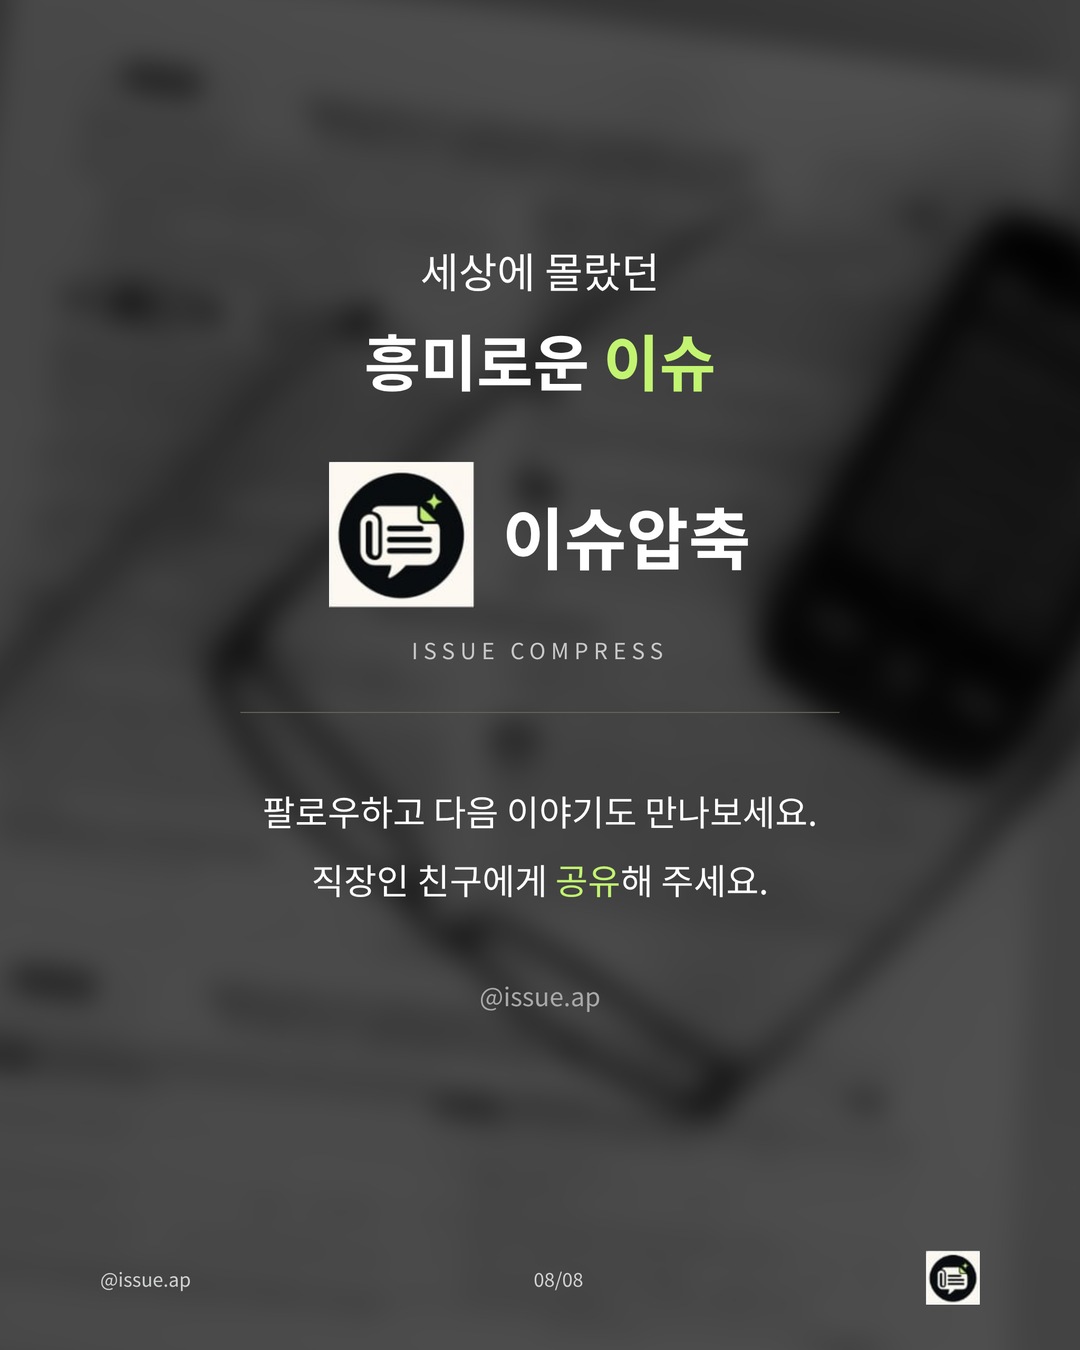 세상에 몰랐던
흥미로운 이슈
이슈압축
ISSUE COMPRESS
팔로우하고 다음 이야기도 만나보세요.
직장인 친구에게 공유해 주세요.
@issue.ap
@issue.ap
08/08